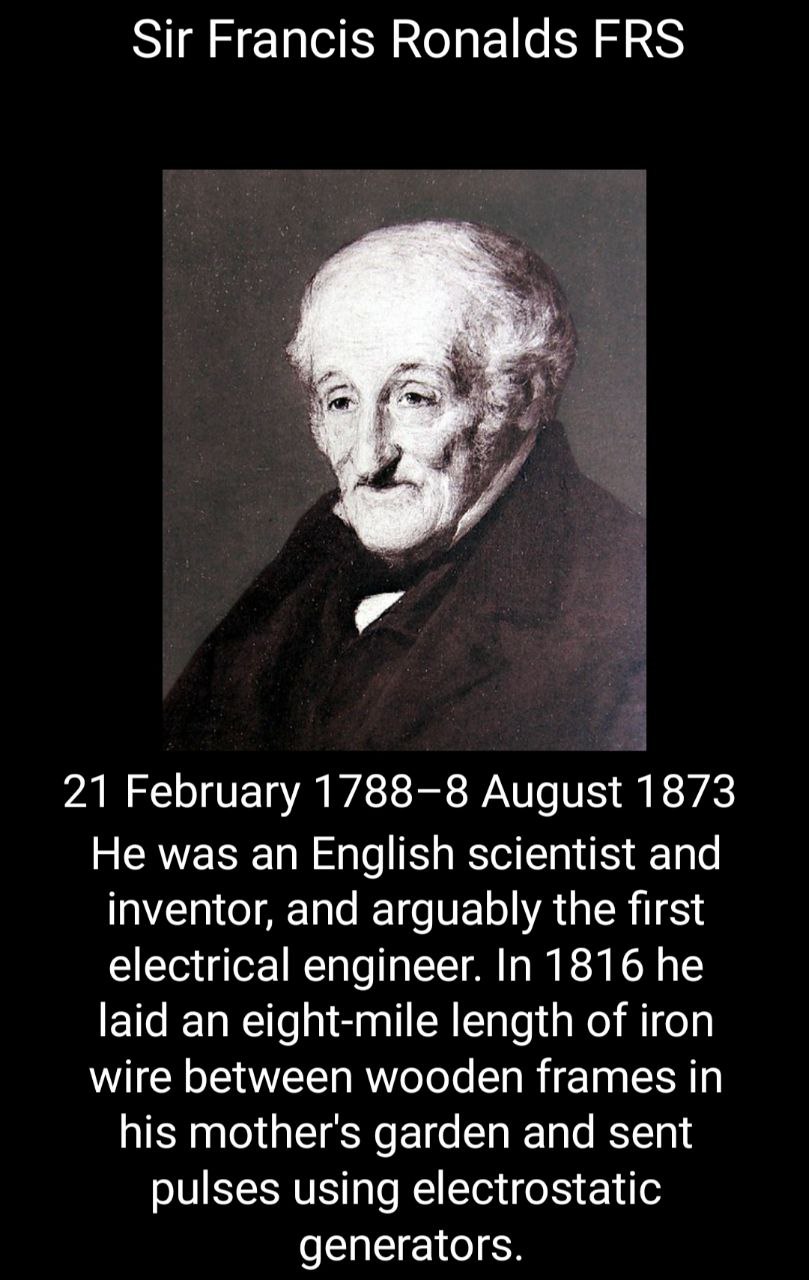 Sir Francis Ronalds FRS
21 February 1788–8 August 1873
He was an English scientist and
inventor, and arguably the first
electrical engineer. In 1816 he
laid an eight-mile length of iron
wire between wooden frames in
his mother's garden and sent
pulses using electrostatic
generators.